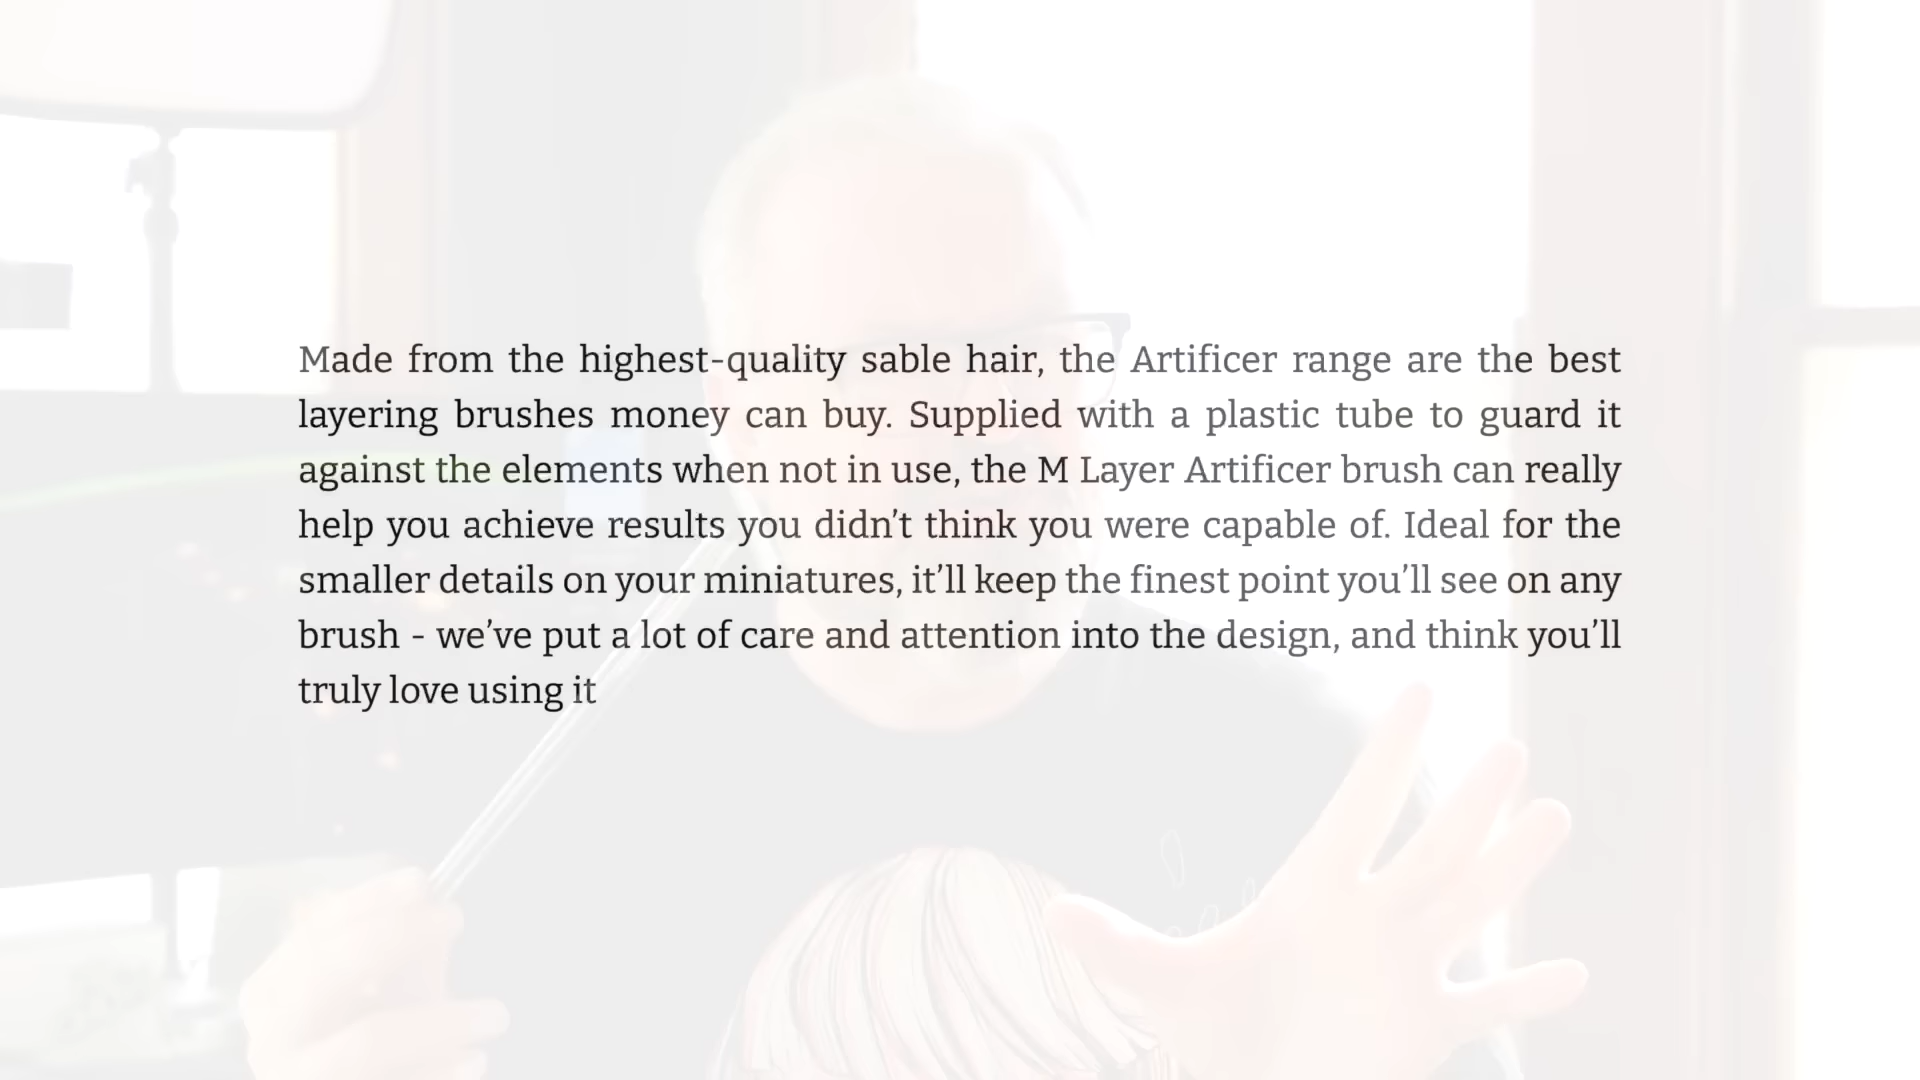 Made from the highest-quality sable hair, the Artificer range are the best
layering brushes money can buy. Supplied with a plastic tube to guard it
against the elements when not in use, the M Layer Artificer brush can really
help you achieve results you didn’t think you were capable of. Ideal for the
smaller details on your miniatures, it’ll keep the finest point you’ll see on any
brush - we’ve put a lot of care and attention into the design, and think you’ll
truly love using it